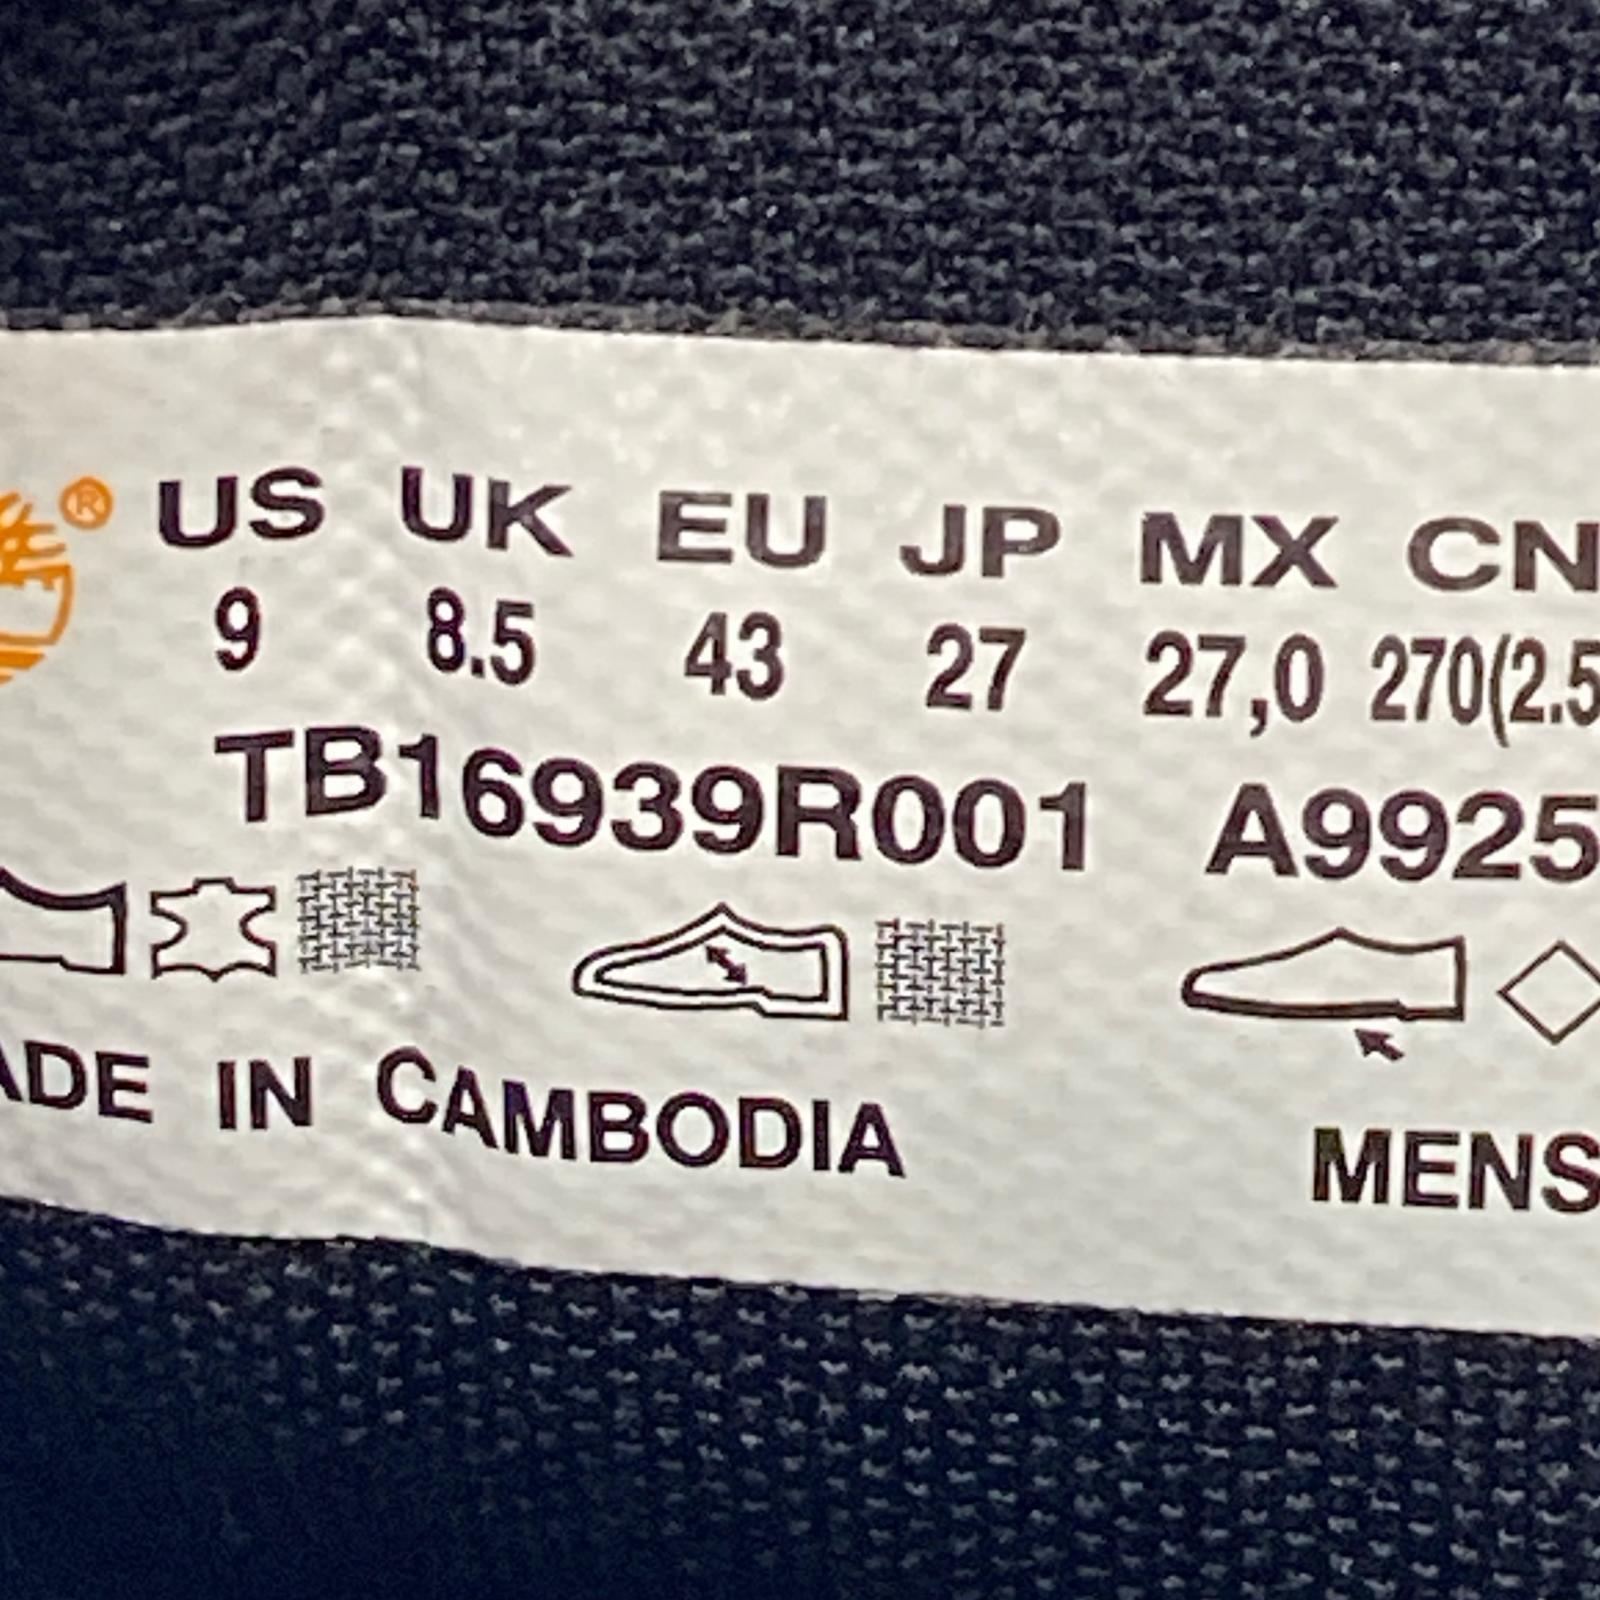 ® US UK EU JP MX CN
9 8.5 43 27 27,0 270(2.5
TB16939R001 A9925
ADE IN CAMBODIA MENS